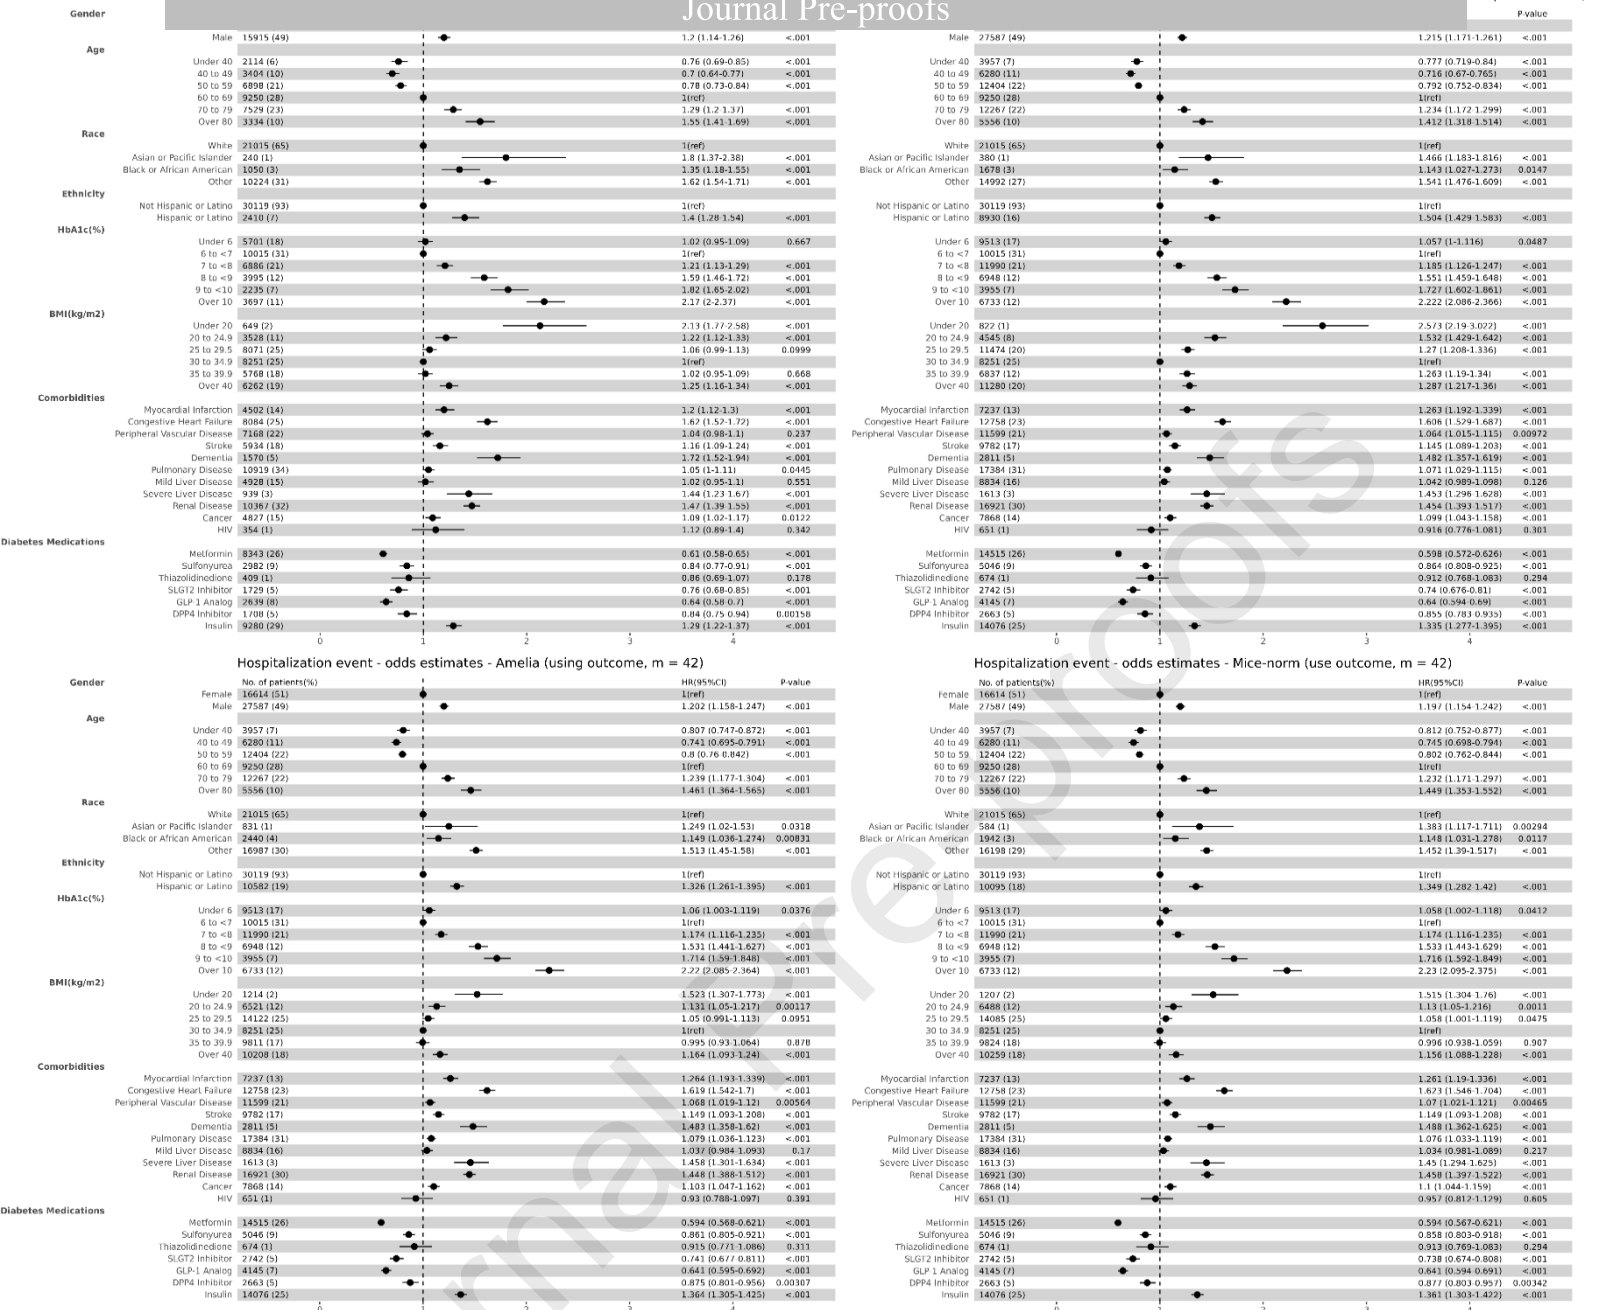 Journal Pre-proofs
P-value
Gender
Male 15915 (49) 1.2 (1.14-1.26) <.001
Age
Under 40 2114 (6) 0.76 (0.69-0.85) <.001
40 to 49 3404 (10) 0.7 (0.64-0.77) <.001
50 to 59 6898 (21) 0.78 (0.73-0.84) <.001
60 to 69 9250 (28) 1(ref)
70 to 79 7529 (23) 1.29 (1.2-1.37) <.001
Over 80 3334 (10) 1.55 (1.41-1.69) <.001
Race
White 21015 (65) 1(ref)
Asian or Pacific Islander 240 (1) 1.8 (1.37-2.38) <.001
Black or African American 1050 (3) 1.35 (1.18-1.55) <.001
Other 10224 (31) 1.62 (1.54-1.71) <.001
Ethnicity
Not Hispanic or Latino 30119 (93) 1(ref)
Hispanic or Latino 2410 (7) 1.4 (1.28-1.54) <.001
HbA1c(%)
Under 6 5701 (18) 1.02 (0.95-1.09) 0.667
6 to <7 10015 (31) 1(ref)
7 to <8 6886 (21) 1.21 (1.13-1.29) <.001
8 to <9 3995 (12) 1.59 (1.46-1.72) <.001
9 to <10 2235 (7) 1.82 (1.65-2.02) <.001
Over 10 3697 (11) 2.17 (2-2.37) <.001
BMI(kg/m2)
Under 20 649 (2) 2.13 (1.77-2.58) <.001
20 to 24.9 3528 (11) 1.22 (1.12-1.33) <.001
25 to 29.5 8071 (25) 1.06 (0.99-1.13) 0.0999
30 to 34.9 8251 (25) 1(ref)
35 to 39.9 5768 (18) 1.02 (0.95-1.09) 0.668
Over 40 6262 (19) 1.25 (1.16-1.34) <.001
Comorbidities
Myocardial Infarction 4502 (14) 1.2 (1.12-1.3) <.001
Congestive Heart Failure 8084 (25) 1.62 (1.52-1.72) <.001
Peripheral Vascular Disease 7168 (22) 1.04 (0.98-1.1) 0.237
Stroke 5934 (18) 1.16 (1.09-1.24) <.001
Dementia 1570 (5) 1.72 (1.52-1.94) <.001
Pulmonary Disease 10919 (34) 1.05 (1-1.11) 0.0445
Mild Liver Disease 4928 (15) 1.02 (0.95-1.1) 0.551
Severe Liver Disease 939 (3) 1.44 (1.23-1.67) <.001
Renal Disease 10367 (32) 1.47 (1.39-1.55) <.001
Cancer 4827 (15) 1.09 (1.02-1.17) 0.0122
HIV 354 (1) 1.12 (0.89-1.4) 0.342
Diabetes Medications
Metformin 8343 (26) 0.61 (0.58-0.65) <.001
Sulfonyurea 2982 (9) 0.84 (0.77-0.91) <.001
Thiazolidinedione 409 (1) 0.86 (0.69-1.07) 0.178
SLGT2 Inhibitor 1729 (5) 0.76 (0.68-0.85) <.001
GLP-1 Analog 2639 (8) 0.64 (0.58-0.7) <.001
DPP4 Inhibitor 1708 (5) 0.84 (0.75-0.94) 0.00158
Insulin 9280 (29) 1.29 (1.22-1.37) <.001
0 1 2 3 4
Male 27587 (49) 1.215 (1.171-1.261) <.001
Under 40 3957 (7) 0.777 (0.719-0.84) <.001
40 to 49 6280 (11) 0.716 (0.67-0.765) <.001
50 to 59 12404 (22) 0.792 (0.752-0.834) <.001
60 to 69 9250 (28) 1(ref)
70 to 79 12267 (22) 1.234 (1.172-1.299) <.001
Over 80 5556 (10) 1.412 (1.318-1.514) <.001
White 21015 (65) 1(ref)
Asian or Pacific Islander 380 (1) 1.466 (1.183-1.816) <.001
Black or African American 1678 (3) 1.143 (1.027-1.273) 0.0147
Other 14992 (27) 1.541 (1.476-1.609) <.001
Not Hispanic or Latino 30119 (93) 1(ref)
Hispanic or Latino 8930 (16) 1.504 (1.429-1.583) <.001
Under 6 9513 (17) 1.057 (1-1.116) 0.0487
6 to <7 10015 (31) 1(ref)
7 to <8 11990 (21) 1.185 (1.126-1.247) <.001
8 to <9 6948 (12) 1.551 (1.459-1.648) <.001
9 to <10 3955 (7) 1.727 (1.602-1.861) <.001
Over 10 6733 (12) 2.222 (2.086-2.366) <.001
Under 20 822 (1) 2.573 (2.19-3.022) <.001
20 to 24.9 4545 (8) 1.532 (1.429-1.642) <.001
25 to 29.5 11474 (20) 1.27 (1.208-1.336) <.001
30 to 34.9 8251 (25) 1(ref)
35 to 39.9 6837 (12) 1.263 (1.19-1.34) <.001
Over 40 11280 (20) 1.287 (1.217-1.36) <.001
Myocardial Infarction 7237 (13) 1.263 (1.192-1.339) <.001
Congestive Heart Failure 12758 (23) 1.606 (1.529-1.687) <.001
Peripheral Vascular Disease 11599 (21) 1.064 (1.015-1.115) 0.00972
Stroke 9782 (17) 1.145 (1.089-1.203) <.001
Dementia 2811 (5) 1.482 (1.357-1.619) <.001
Pulmonary Disease 17384 (31) 1.071 (1.029-1.115) <.001
Mild Liver Disease 8834 (16) 1.042 (0.989-1.098) 0.126
Severe Liver Disease 1613 (3) 1.453 (1.296-1.628) <.001
Renal Disease 16921 (30) 1.454 (1.393-1.517) <.001
Cancer 7868 (14) 1.099 (1.043-1.158) <.001
HIV 651 (1) 0.916 (0.776-1.081) 0.301
Metformin 14515 (26) 0.598 (0.572-0.626) <.001
Sulfonyurea 5046 (9) 0.864 (0.808-0.925) <.001
Thiazolidinedione 674 (1) 0.912 (0.768-1.083) 0.294
SLGT2 Inhibitor 2742 (5) 0.74 (0.676-0.81) <.001
GLP-1 Analog 4145 (7) 0.64 (0.594-0.69) <.001
DPP4 Inhibitor 2663 (5) 0.855 (0.783-0.935) <.001
Insulin 14076 (25) 1.335 (1.277-1.395) <.001
0 1 2 3 4
Hospitalization event - odds estimates - Amelia (using outcome, m = 42)
No. of patients(%) HR(95%CI) P-value
Gender
Female 16614 (51) 1(ref)
Male 27587 (49) 1.202 (1.158-1.247) <.001
Age
Under 40 3957 (7) 0.807 (0.747-0.872) <.001
40 to 49 6280 (11) 0.741 (0.695-0.791) <.001
50 to 59 12404 (22) 0.8 (0.76-0.842) <.001
60 to 69 9250 (28) 1(ref)
70 to 79 12267 (22) 1.239 (1.177-1.304) <.001
Over 80 5556 (10) 1.461 (1.364-1.565) <.001
Race
White 21015 (65) 1(ref)
Asian or Pacific Islander 831 (1) 1.249 (1.02-1.53) 0.0318
Black or African American 2440 (4) 1.149 (1.036-1.274) 0.00831
Other 16987 (30) 1.513 (1.45-1.58) <.001
Ethnicity
Not Hispanic or Latino 30119 (93) 1(ref)
Hispanic or Latino 10582 (19) 1.326 (1.261-1.395) <.001
HbA1c(%)
Under 6 9513 (17) 1.06 (1.003-1.119) 0.0376
6 to <7 10015 (31) 1(ref)
7 to <8 11990 (21) 1.174 (1.116-1.235) <.001
8 to <9 6948 (12) 1.531 (1.441-1.627) <.001
9 to <10 3955 (7) 1.714 (1.59-1.848) <.001
Over 10 6733 (12) 2.22 (2.085-2.364) <.001
BMI(kg/m2)
Under 20 1214 (2) 1.523 (1.307-1.773) <.001
20 to 24.9 6521 (12) 1.131 (1.05-1.217) 0.00117
25 to 29.5 14122 (25) 1.05 (0.991-1.113) 0.0951
30 to 34.9 8251 (25) 1(ref)
35 to 39.9 9811 (17) 0.995 (0.93-1.064) 0.878
Over 40 10208 (18) 1.164 (1.093-1.24) <.001
Comorbidities
Myocardial Infarction 7237 (13) 1.264 (1.193-1.339) <.001
Congestive Heart Failure 12758 (23) 1.619 (1.542-1.7) <.001
Peripheral Vascular Disease 11599 (21) 1.068 (1.019-1.12) 0.00564
Stroke 9782 (17) 1.149 (1.093-1.208) <.001
Dementia 2811 (5) 1.483 (1.358-1.62) <.001
Pulmonary Disease 17384 (31) 1.079 (1.036-1.123) <.001
Mild Liver Disease 8834 (16) 1.037 (0.984-1.093) 0.17
Severe Liver Disease 1613 (3) 1.458 (1.301-1.634) <.001
Renal Disease 16921 (30) 1.448 (1.388-1.512) <.001
Cancer 7868 (14) 1.103 (1.047-1.162) <.001
HIV 651 (1) 0.93 (0.788-1.097) 0.391
Diabetes Medications
Metformin 14515 (26) 0.594 (0.568-0.621) <.001
Sulfonyurea 5046 (9) 0.861 (0.805-0.921) <.001
Thiazolidinedione 674 (1) 0.915 (0.771-1.086) 0.311
SLGT2 Inhibitor 2742 (5) 0.741 (0.677-0.811) <.001
GLP-1 Analog 4145 (7) 0.641 (0.595-0.692) <.001
DPP4 Inhibitor 2663 (5) 0.875 (0.801-0.956) 0.00307
Insulin 14076 (25) 1.364 (1.305-1.425) <.001
Hospitalization event - odds estimates - Mice-norm (use outcome, m = 42)
No. of patients(%) HR(95%CI) P-value
Female 16614 (51) 1(ref)
Male 27587 (49) 1.197 (1.154-1.242) <.001
Under 40 3957 (7) 0.812 (0.752-0.877) <.001
40 to 49 6280 (11) 0.745 (0.698-0.794) <.001
50 to 59 12404 (22) 0.802 (0.762-0.844) <.001
60 to 69 9250 (28) 1(ref)
70 to 79 12267 (22) 1.232 (1.171-1.297) <.001
Over 80 5556 (10) 1.449 (1.353-1.552) <.001
White 21015 (65) 1(ref)
Asian or Pacific Islander 584 (1) 1.383 (1.117-1.711) 0.00294
Black or African American 1942 (3) 1.148 (1.031-1.278) 0.0117
Other 16198 (29) 1.452 (1.39-1.517) <.001
Not Hispanic or Latino 30119 (93) 1(ref)
Hispanic or Latino 10095 (18) 1.349 (1.282-1.42) <.001
Under 6 9513 (17) 1.058 (1.002-1.118) 0.0412
6 to <7 10015 (31) 1(ref)
7 to <8 11990 (21) 1.174 (1.116-1.235) <.001
8 to <9 6948 (12) 1.533 (1.443-1.629) <.001
9 to <10 3955 (7) 1.716 (1.592-1.849) <.001
Over 10 6733 (12) 2.23 (2.095-2.375) <.001
Under 20 1207 (2) 1.515 (1.304-1.76) <.001
20 to 24.9 6488 (12) 1.13 (1.05-1.216) 0.0011
25 to 29.5 14085 (25) 1.058 (1.001-1.119) 0.0475
30 to 34.9 8251 (25) 1(ref)
35 to 39.9 9824 (18) 0.996 (0.938-1.059) 0.907
Over 40 10259 (18) 1.156 (1.088-1.228) <.001
Myocardial Infarction 7237 (13) 1.261 (1.19-1.336) <.001
Congestive Heart Failure 12758 (23) 1.623 (1.546-1.704) <.001
Peripheral Vascular Disease 11599 (21) 1.07 (1.021-1.121) 0.00465
Stroke 9782 (17) 1.149 (1.093-1.208) <.001
Dementia 2811 (5) 1.488 (1.362-1.625) <.001
Pulmonary Disease 17384 (31) 1.076 (1.033-1.119) <.001
Mild Liver Disease 8834 (16) 1.034 (0.981-1.089) 0.217
Severe Liver Disease 1613 (3) 1.45 (1.294-1.625) <.001
Renal Disease 16921 (30) 1.458 (1.397-1.522) <.001
Cancer 7868 (14) 1.1 (1.044-1.159) <.001
HIV 651 (1) 0.957 (0.812-1.129) 0.605
Metformin 14515 (26) 0.594 (0.567-0.621) <.001
Sulfonyurea 5046 (9) 0.858 (0.803-0.918) <.001
Thiazolidinedione 674 (1) 0.913 (0.769-1.083) 0.294
SLGT2 Inhibitor 2742 (5) 0.738 (0.674-0.808) <.001
GLP-1 Analog 4145 (7) 0.641 (0.594-0.691) <.001
DPP4 Inhibitor 2663 (5) 0.877 (0.803-0.957) 0.00342
Insulin 14076 (25) 1.361 (1.303-1.422) <.001